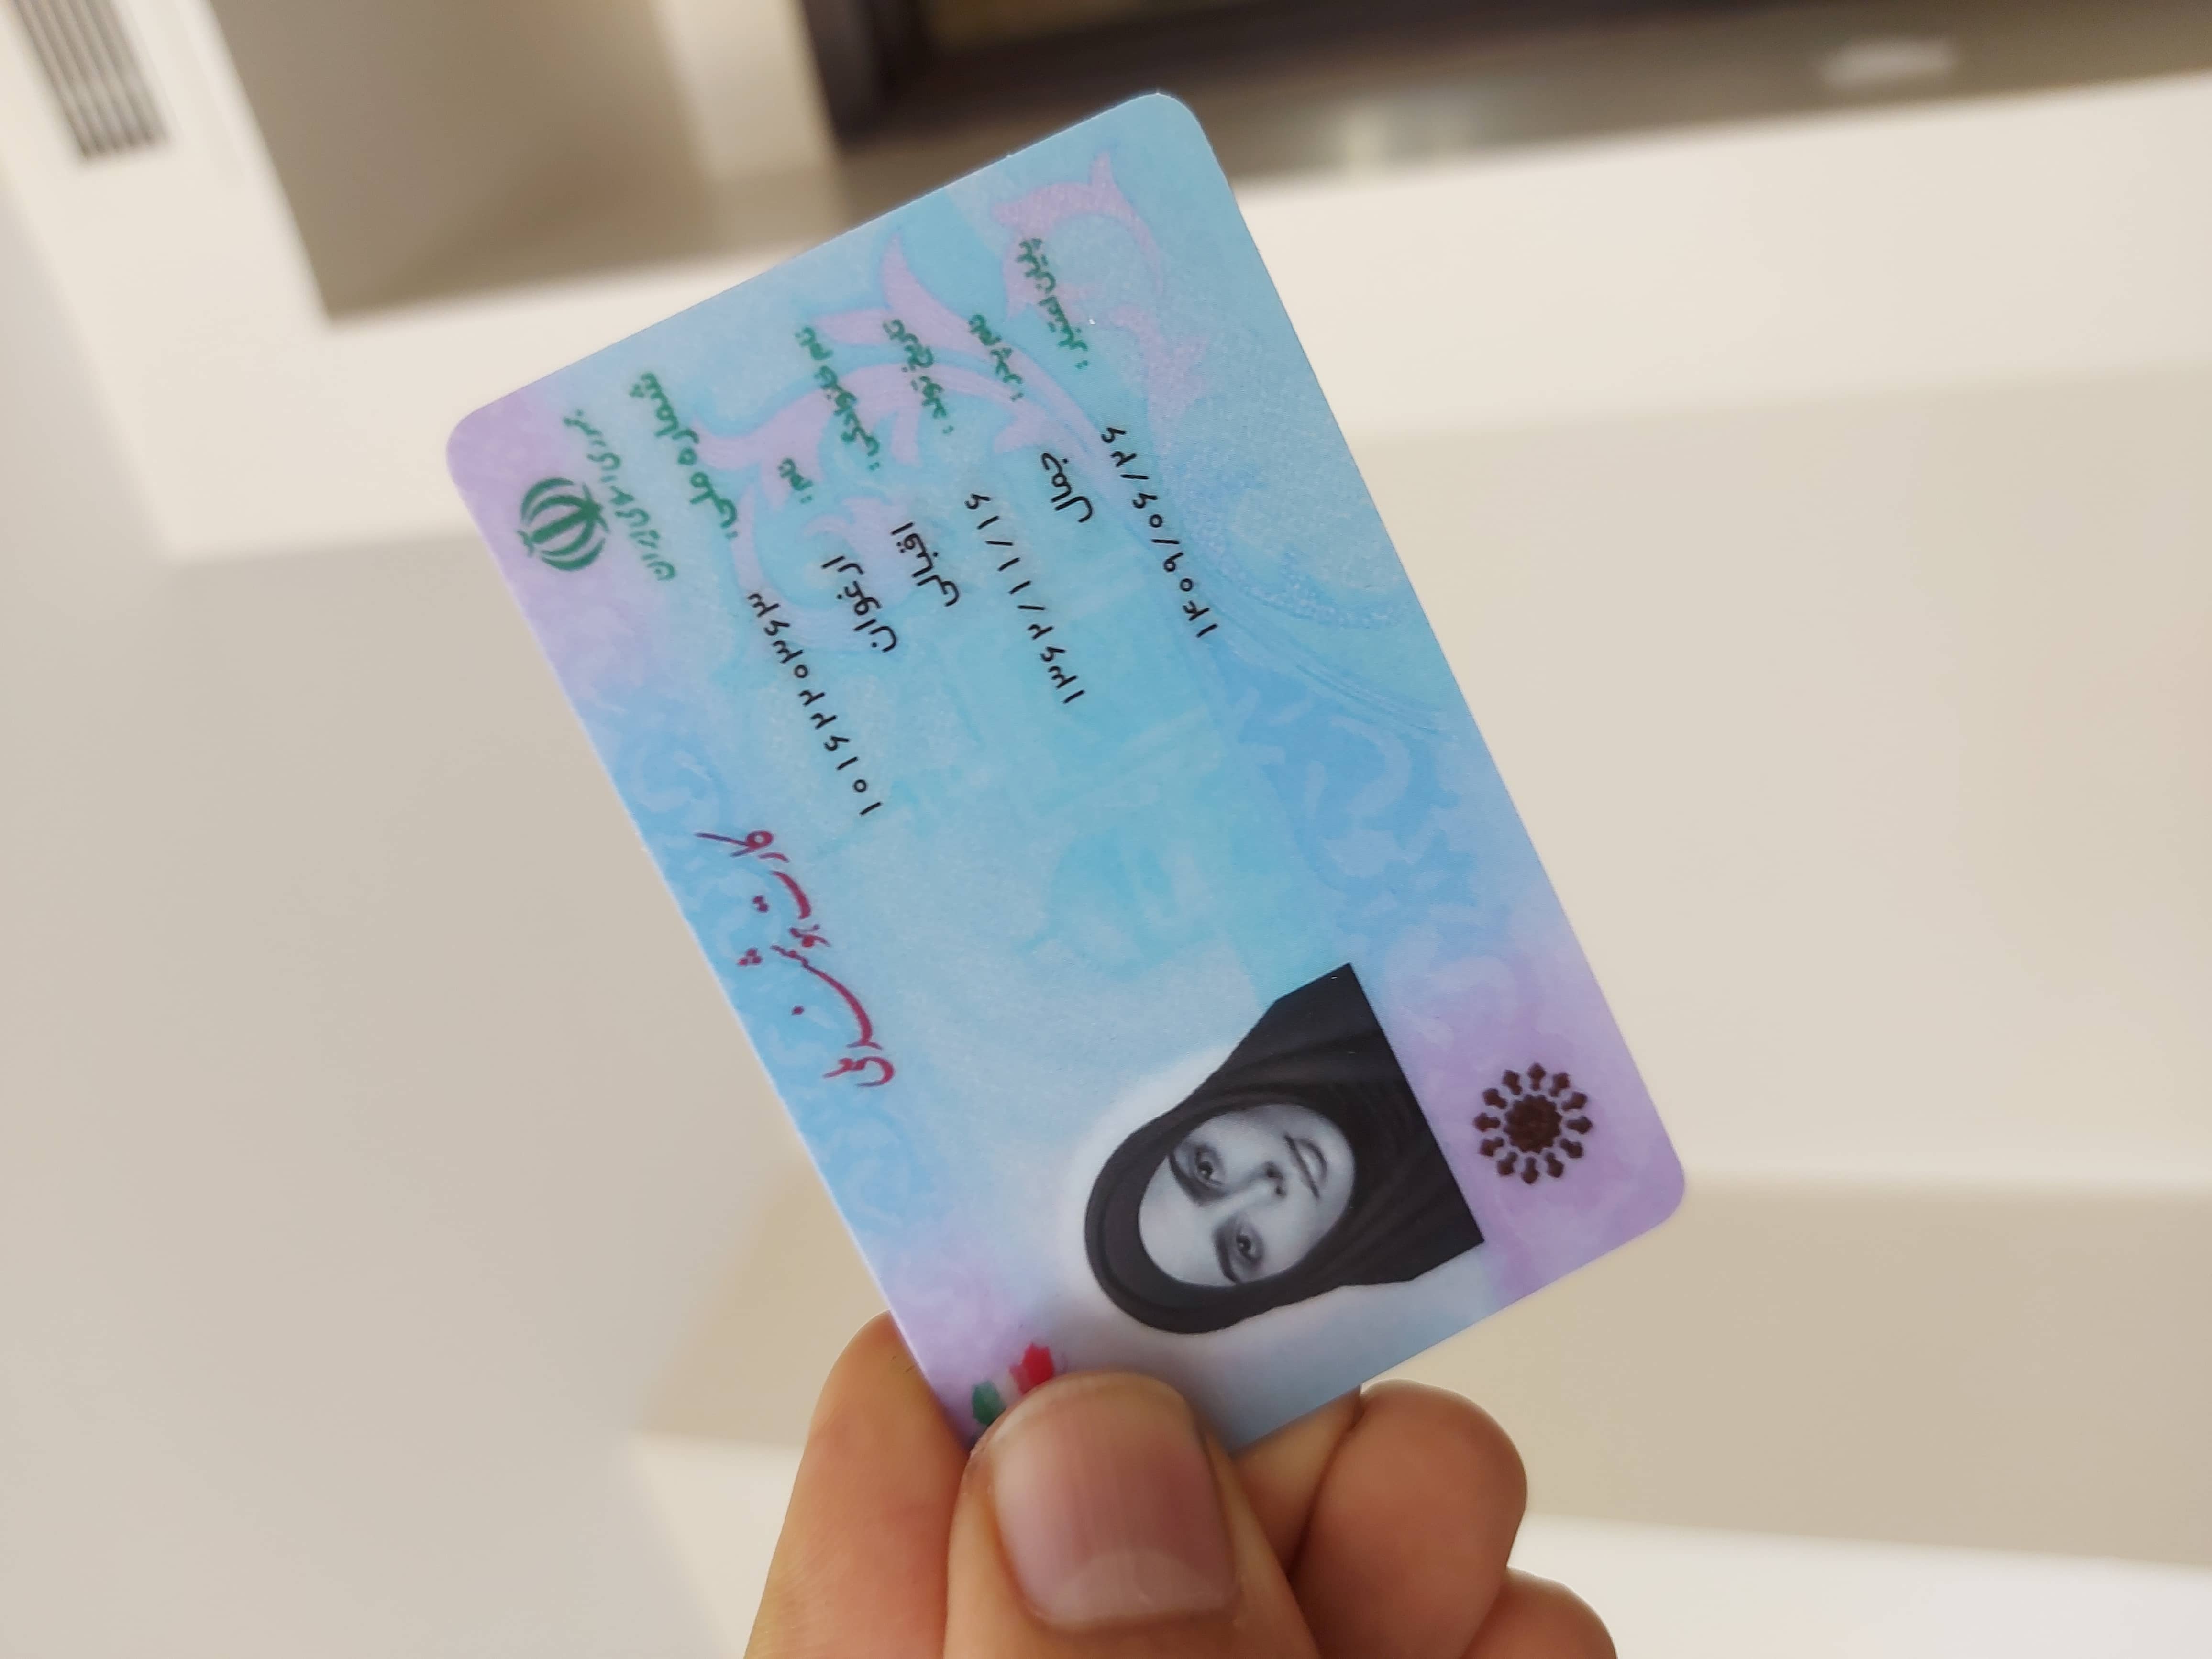 جمهوری اسلامی ایران
کارت هوشمند ملی
شماره ملی: ۱۰۱۶۲۲۰۳۶۳
نام: ارغوان
نام خانوادگی: اقبالی
تاریخ تولد: ۱۳۶۲/۱۱/۱۶
نام پدر: جمال
پایان اعتبار: ۱۴۰۹/۰۶/۲۶